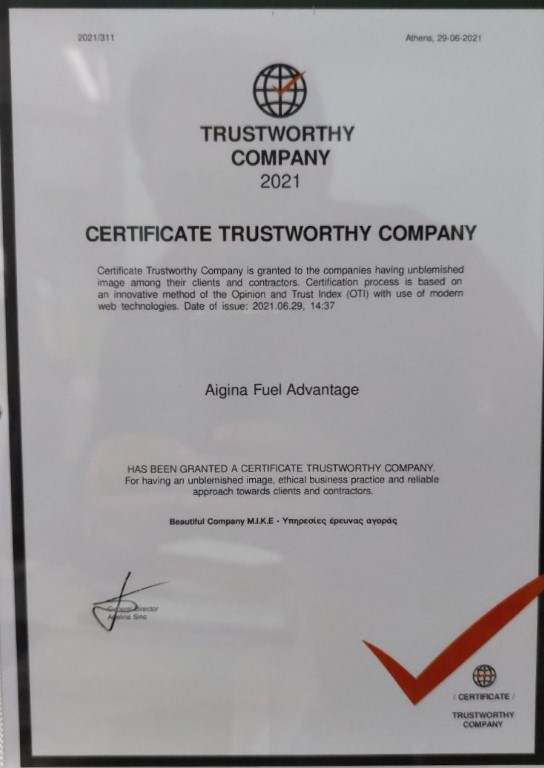 2021/311
Athens, 29-06-2021
TRUSTWORTHY
COMPANY
2021
CERTIFICATE TRUSTWORTHY COMPANY
Certificate Trustworthy Company is granted to the companies having unblemished
image among their clients and contractors. Certification process is based on
an innovative method of the Opinion and Trust Index (OTI) with use of modern
web technologies. Date of issue: 2021.06.29, 14:37
Aigina Fuel Advantage
HAS BEEN GRANTED A CERTIFICATE TRUSTWORTHY COMPANY.
For having an unblemished image, ethical business practice and reliable
approach towards clients and contractors.
Beautiful Company M.I.K.E - Υπηρεσίες έρευνας αγοράς
General Director
/ CERTIFICATE /
TRUSTWORTHY
COMPANY